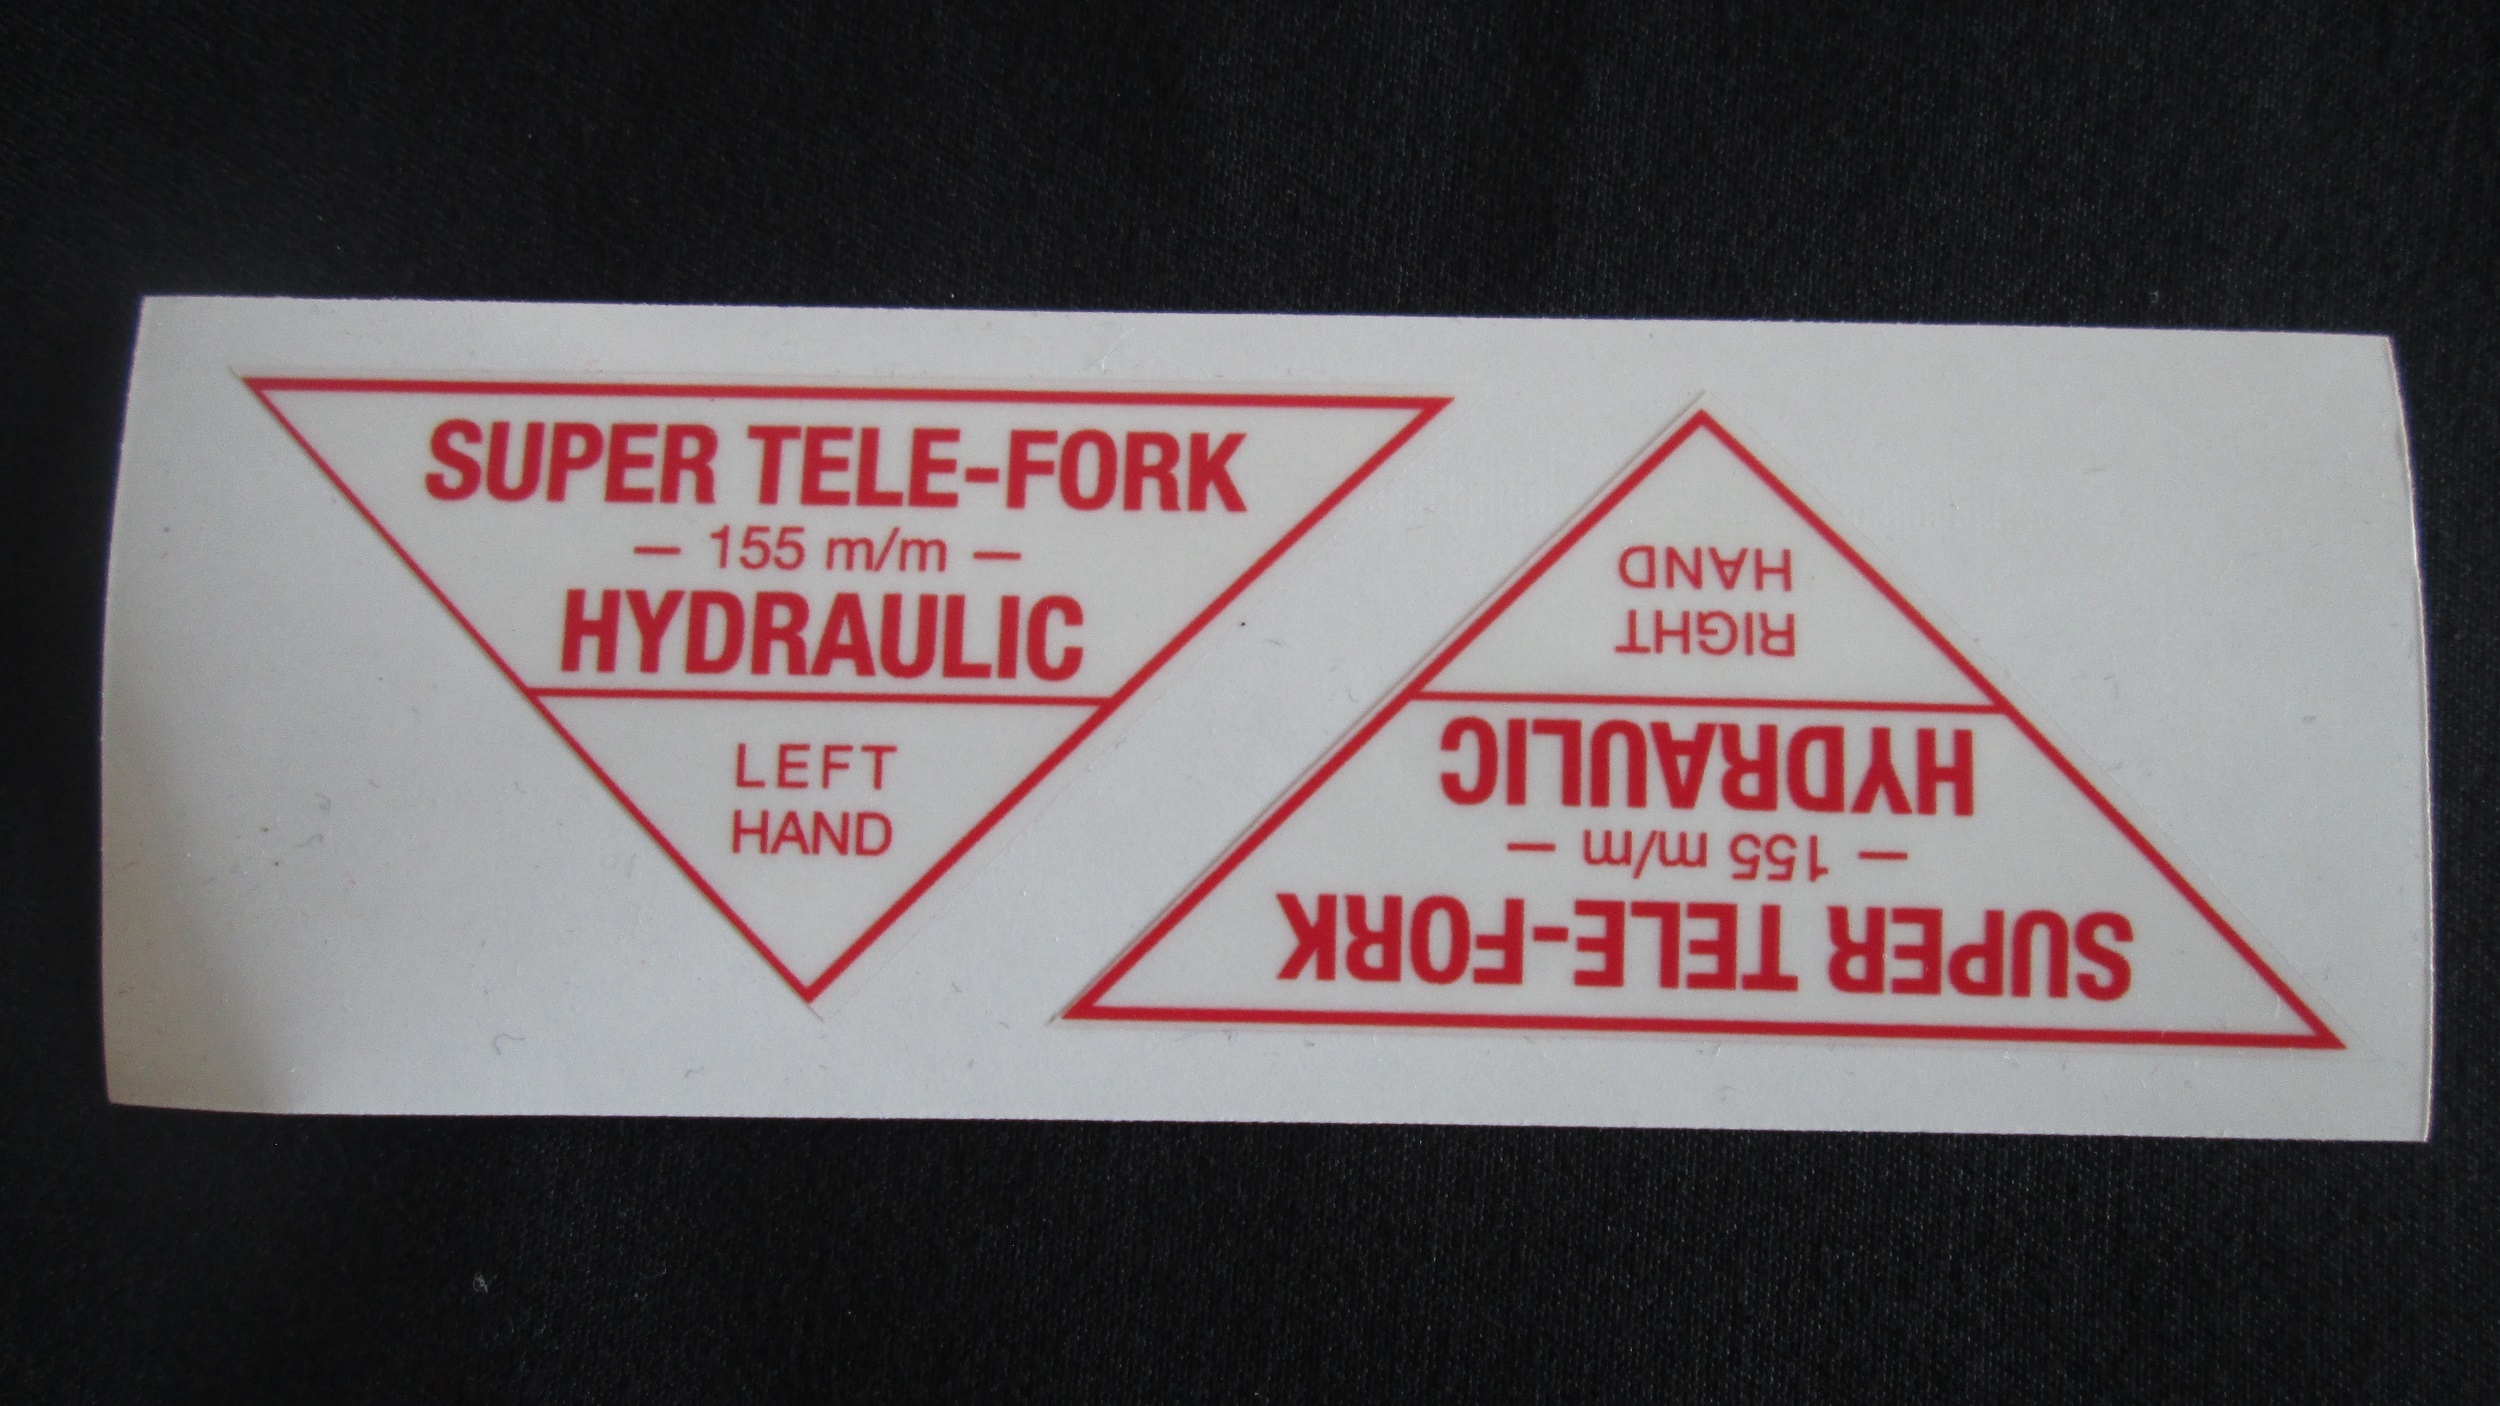 SUPER TELE-FORK
— 155 m/m —
HYDRAULIC
LEFT
HAND
SUPER TELE-FORK
— 155 m/m —
HYDRAULIC
RIGHT
HAND